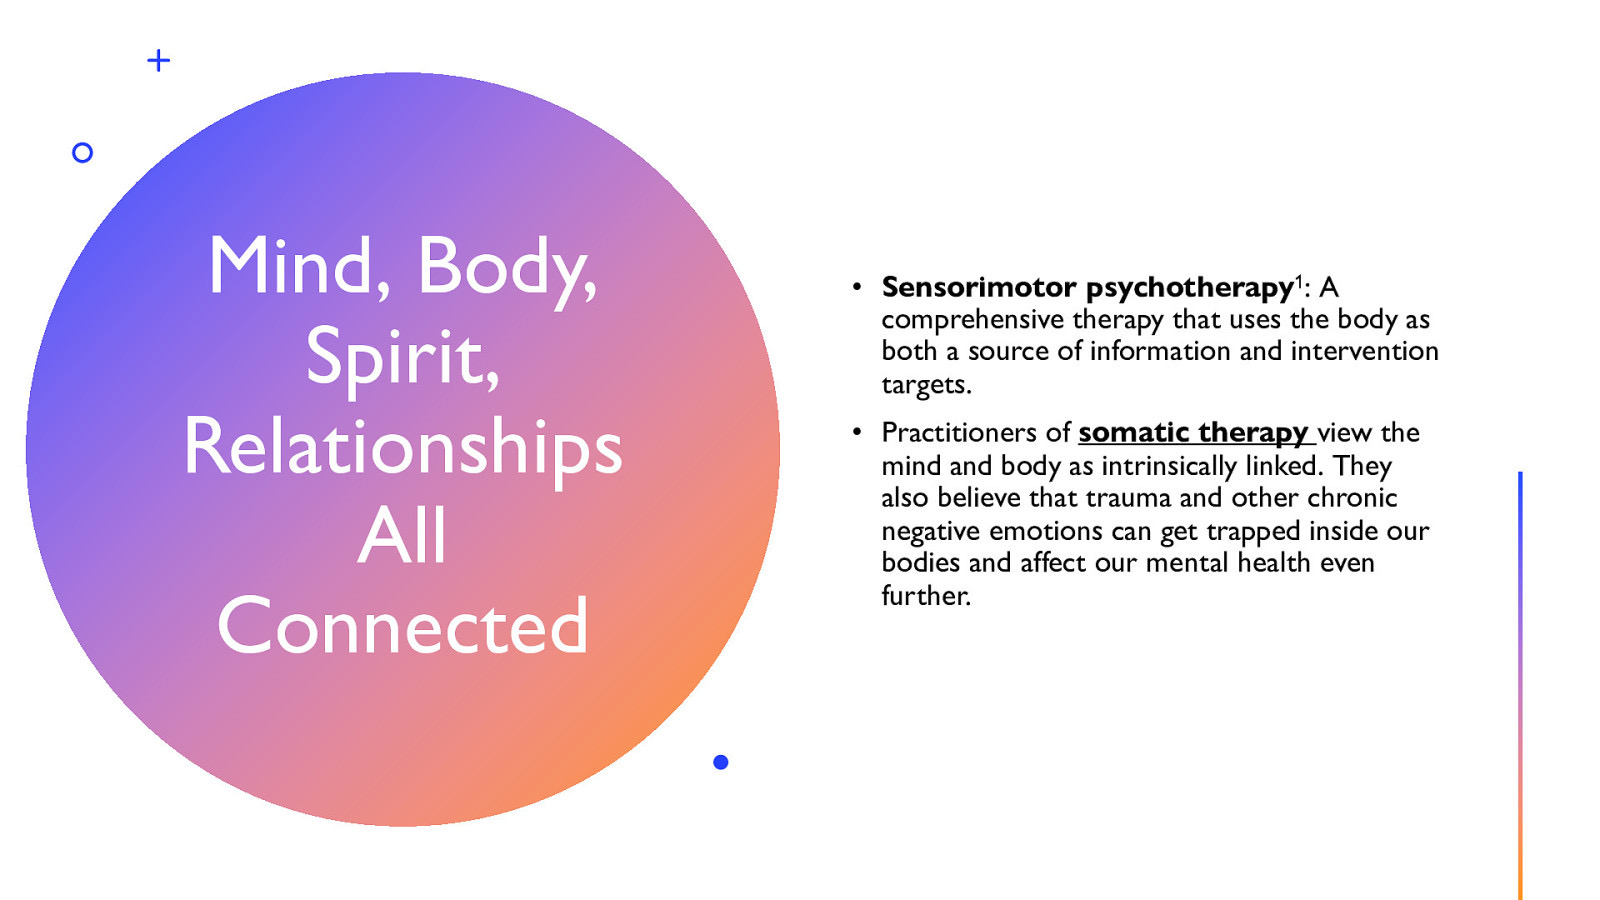 Mind, Body,
Spirit,
Relationships
All
Connected
• Sensorimotor psychotherapy¹: A
comprehensive therapy that uses the body as
both a source of information and intervention
targets.
• Practitioners of somatic therapy view the
mind and body as intrinsically linked. They
also believe that trauma and other chronic
negative emotions can get trapped inside our
bodies and affect our mental health even
further.